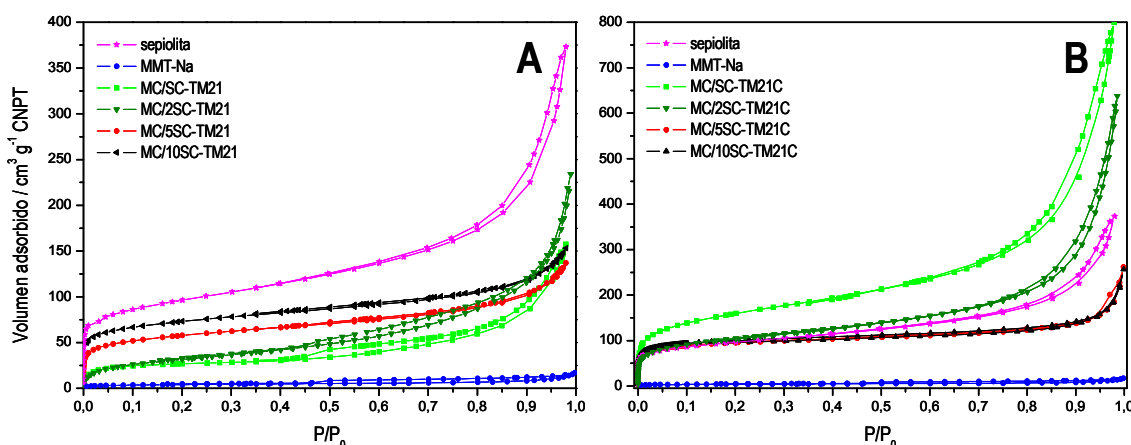 A
sepiolita
MMT-Na
MC/SC-TM21
MC/2SC-TM21
MC/5SC-TM21
MC/10SC-TM21
Volumen adsorbido / cm³ g⁻¹ CNPT
400
350
300
250
200
150
100
50
0
0,0 0,1 0,2 0,3 0,4 0,5 0,6 0,7 0,8 0,9 1,0
P/P₀
B
sepiolita
MMT-Na
MC/SC-TM21C
MC/2SC-TM21C
MC/5SC-TM21C
MC/10SC-TM21C
800
700
600
500
400
300
200
100
0
0,0 0,1 0,2 0,3 0,4 0,5 0,6 0,7 0,8 0,9 1,0
P/P₀